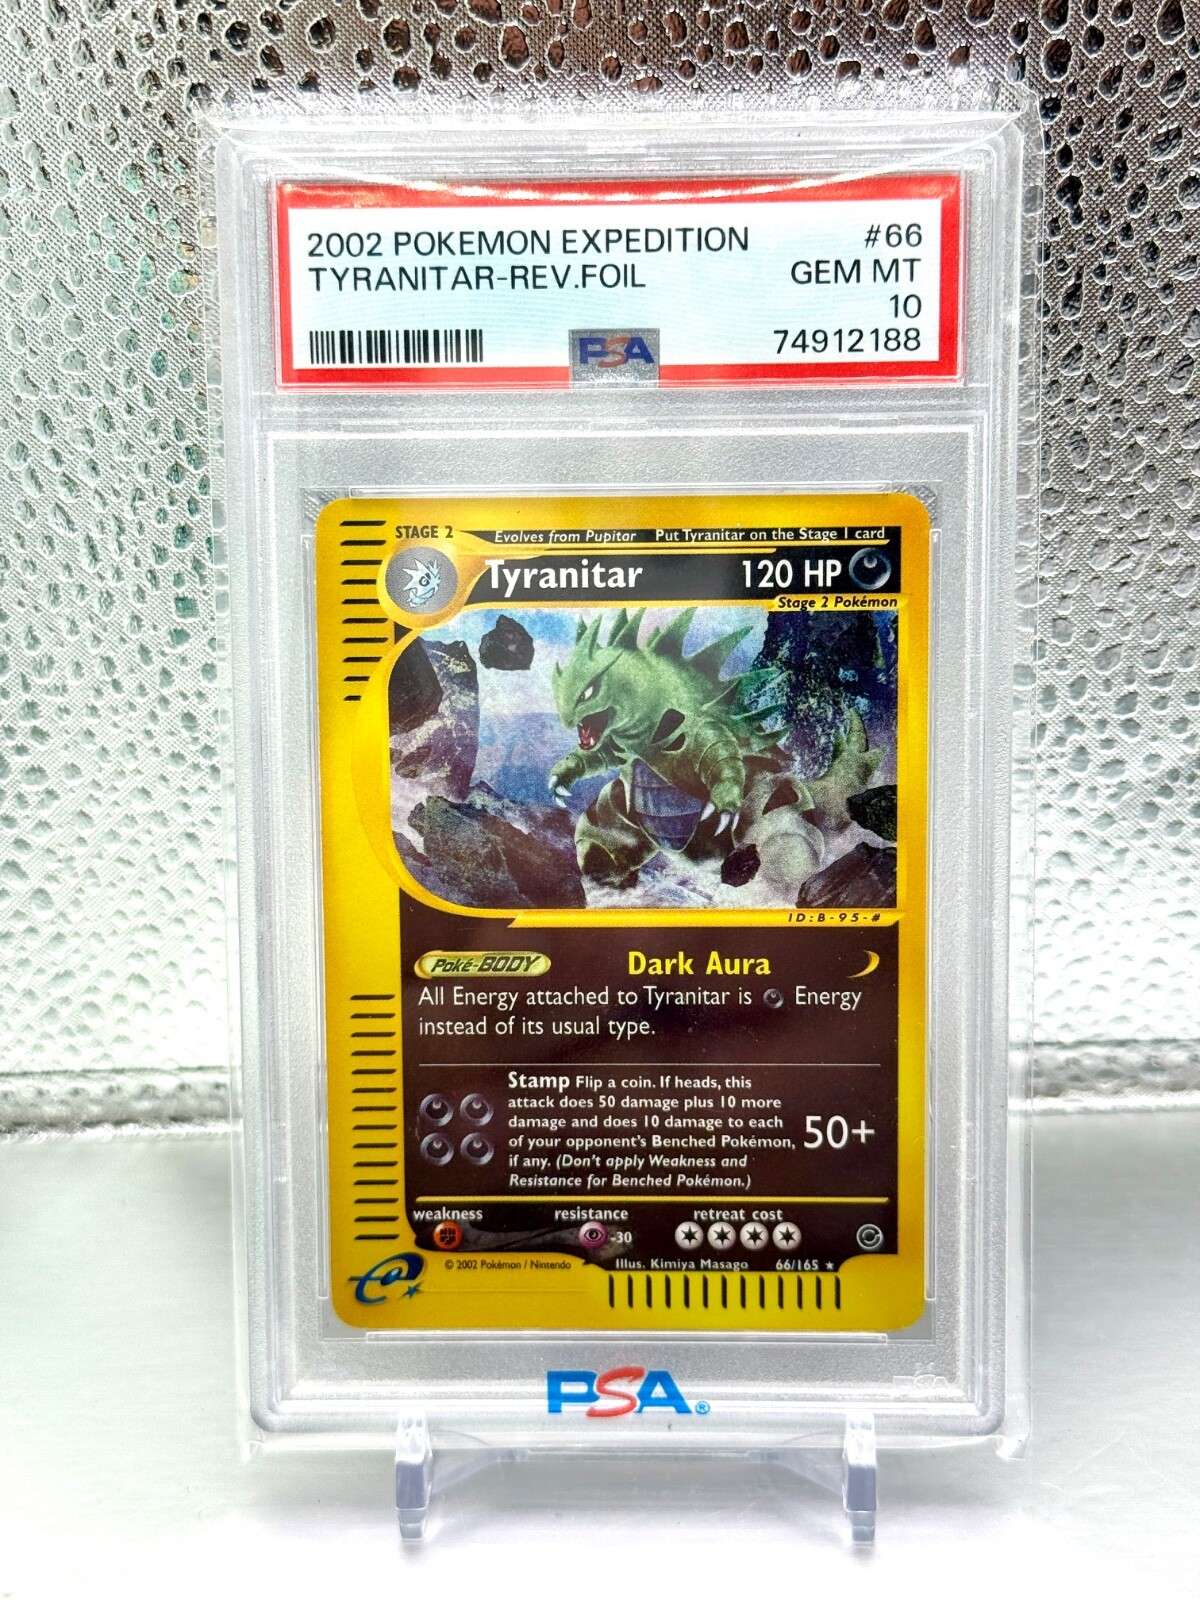 2002 POKEMON EXPEDITION #66
TYRANITAR-REV.FOIL GEM MT
10
PSA 74912188
STAGE 2 Evolves from Pupitar Put Tyranitar on the Stage 1 card
Tyranitar 120 HP
Stage 2 Pokémon
ID:B-95-#
Poké-BODY Dark Aura
All Energy attached to Tyranitar is Energy
instead of its usual type.
Stamp Flip a coin. If heads, this
attack does 50 damage plus 10 more
damage and does 10 damage to each
of your opponent's Benched Pokémon, 50+
if any. (Don't apply Weakness and
Resistance for Benched Pokémon.)
weakness resistance retreat cost
-30
e
© 2002 Pokémon / Nintendo Illus. Kimiya Masago 66/165 ★
PSA®
PSA